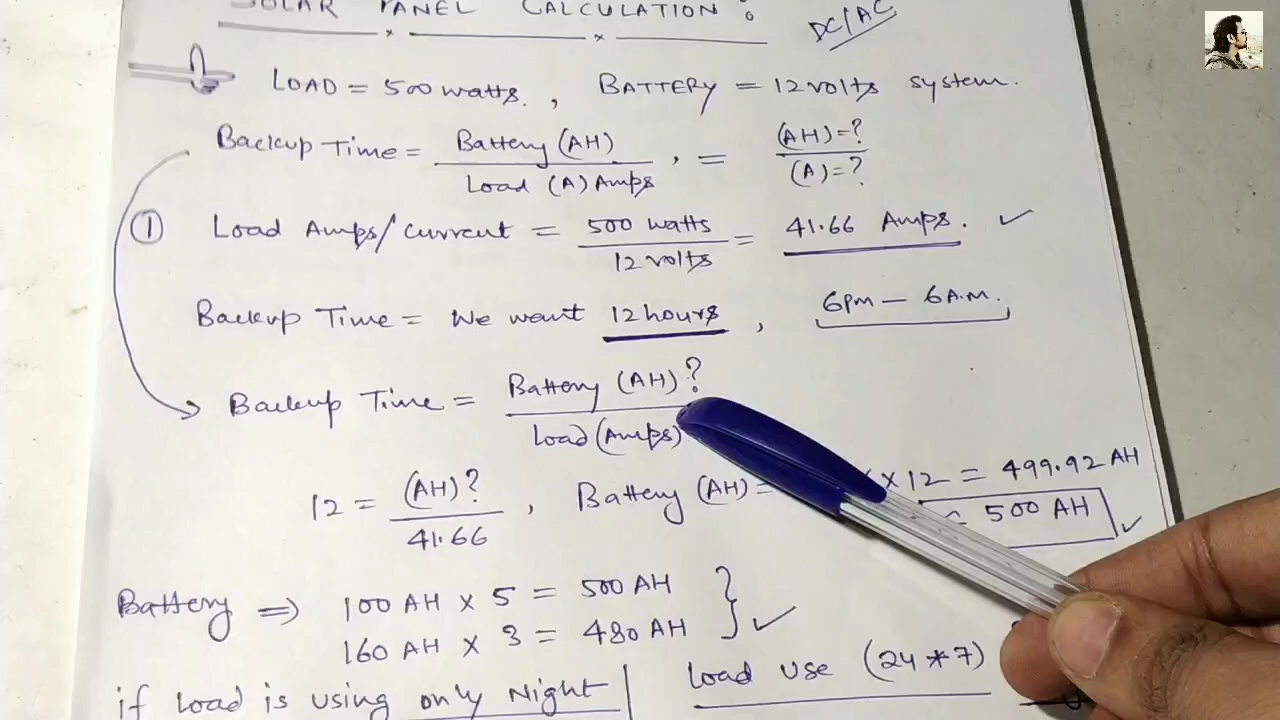 SOLAR PANEL CALCULATION :
DC/AC
LOAD = 500 watts. , BATTERY = 12 volts system.
Backup Time = Battery (AH) / Load (A) Amps , = (AH) = ? / (A) = ?
① Load Amps/current = 500 watts / 12 volts = 41.66 Amps. ✓
Backup Time = We want 12 hours , 6pm — 6A.M.
Backup Time = Battery (AH) ? / Load (Amps)
12 = (AH) ? / 41.66 , Battery (AH) = × 12 = 499.92 AH
= 500 AH ✓
Battery ⇒ 100 AH × 5 = 500 AH
160 AH × 3 = 480 AH } ✓
if Load is using only Night | Load use (24*7)